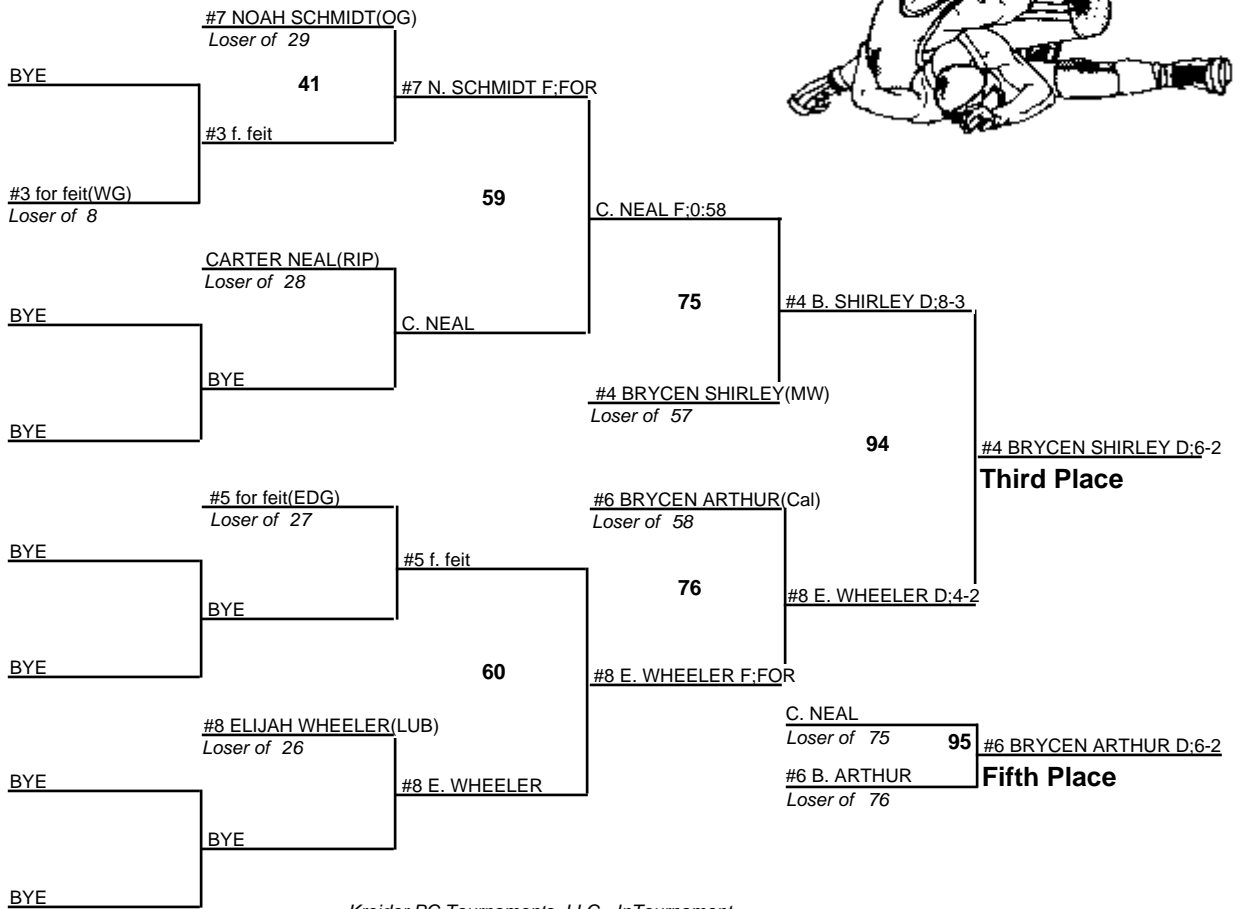 #7 NOAH SCHMIDT(OG)
Loser of 29
BYE
41
#7 N. SCHMIDT F;FOR
#3 f. feit
#3 for feit(WG)
Loser of 8
59
C. NEAL F;0:58
CARTER NEAL(RIP)
Loser of 28
75
#4 B. SHIRLEY D;8-3
BYE
C. NEAL
BYE
#4 BRYCEN SHIRLEY(MW)
Loser of 57
BYE
94
#4 BRYCEN SHIRLEY D;6-2
Third Place
#5 for feit(EDG)
Loser of 27
#6 BRYCEN ARTHUR(Cal)
Loser of 58
BYE
#5 f. feit
76
#8 E. WHEELER D;4-2
BYE
BYE
60
#8 E. WHEELER F;FOR
C. NEAL
Loser of 75
95
#6 BRYCEN ARTHUR D;6-2
Fifth Place
#8 ELIJAH WHEELER(LUB)
Loser of 26
#6 B. ARTHUR
Loser of 76
BYE
#8 E. WHEELER
BYE
BYE